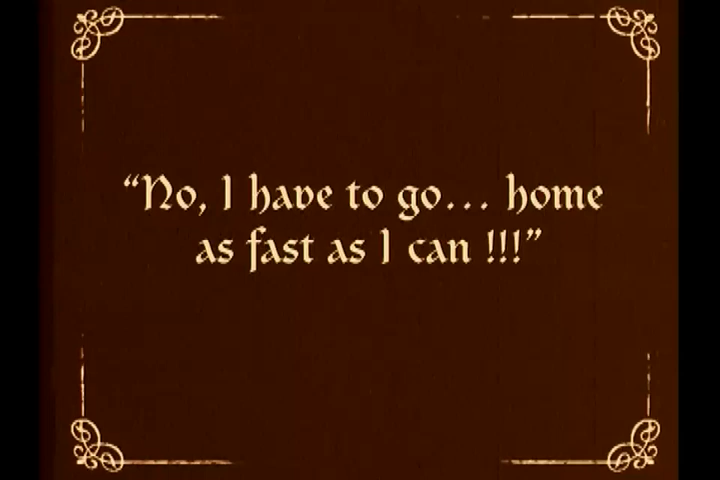 “No, I have to go... home
as fast as I can !!!”